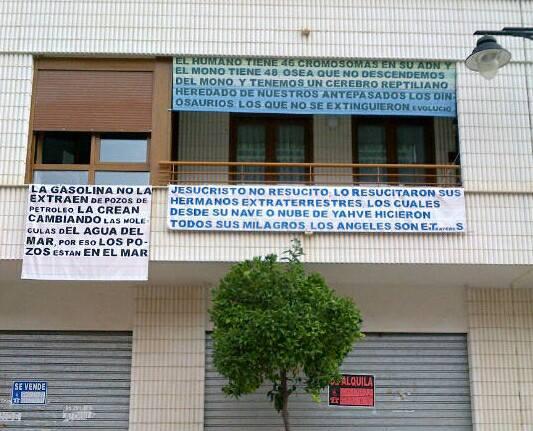 EL HUMANO TIENE 46 CROMOSOMAS EN SU ADN Y
EL MONO TIENE 48 OSEA QUE NO DESCENDEMOS
DEL MONO Y TENEMOS UN CEREBRO REPTILIANO
HEREDADO DE NUESTROS ANTEPASADOS LOS DIN-
OSAURIOS LOS QUE NO SE EXTINGUIERON EVOLUCIO
LA GASOLINA NO LA
EXTRAEN DE POZOS DE
PETROLEO LA CREAN
CAMBIANDO LAS MOLE-
GULAS DEL AGUA DEL
MAR, POR ESO LOS PO-
ZOS ESTAN EN EL MAR
JESUCRISTO NO RESUCITO, LO RESUCITARON SUS
HERMANOS EXTRATERRESTRES, LOS CUALES
DESDE SU NAVE O NUBE DE YAHVE HICIERON
TODOS SUS MILAGROS, LOS ANGELES SON E.T.
SE VENDE
ALQUILA